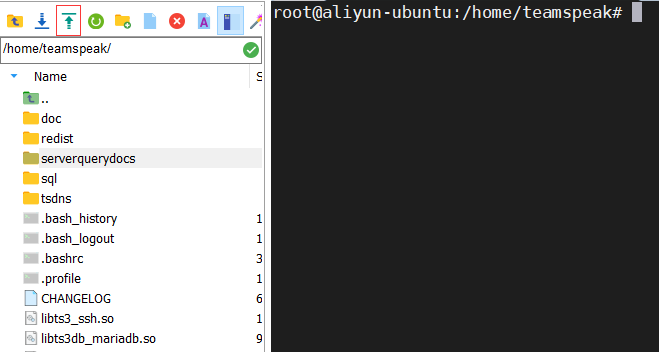 /home/teamspeak/
Name S
..
doc
redist
serverquerydocs
sql
tsdns
.bash_history 1
.bash_logout 1
.bashrc 3
.profile 1
CHANGELOG 6
libts3_ssh.so 1
libts3db_mariadb.so 9
root@aliyun-ubuntu:/home/teamspeak#